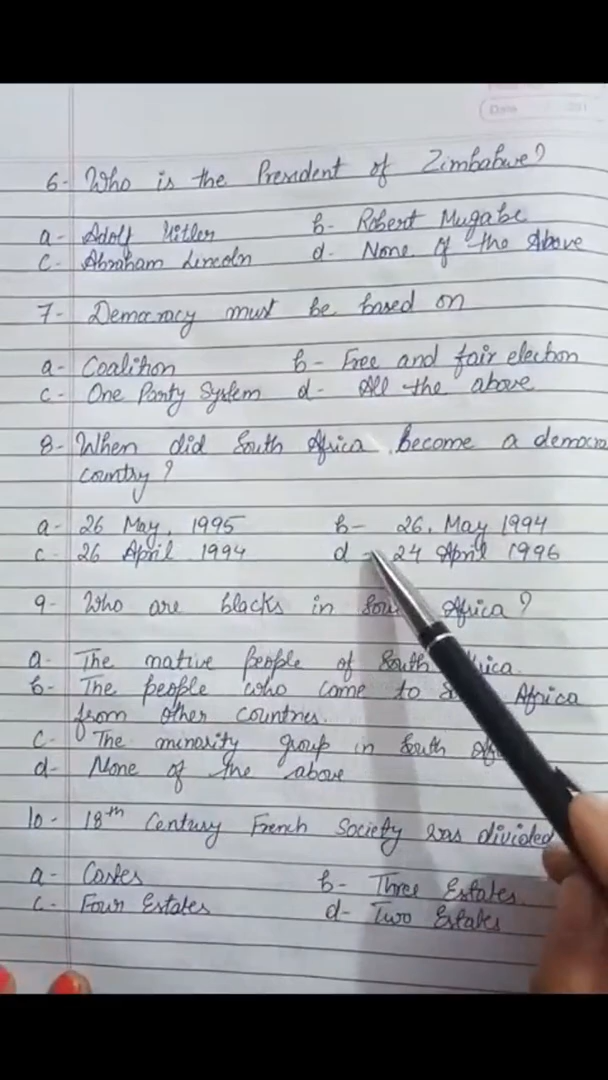 Date
6- Who is the President of Zimbabwe?
a- Adolf Hitler b- Robert Mugabe
c- Abraham Lincoln d- None of the Above
7- Democracy must be based on
a- Coalition b- Free and fair election
c- One Party System d- All the above
8- When did South Africa become a democra
country?
a- 26 May, 1995 b- 26, May 1994
c- 26 April 1994 d- 24 April 1996
9- Who are blacks in South Africa?
a- The native people of South Africa.
b- The people who come to S Africa
from other countries.
c- The minority group in South Af
d- None of the above
10- 18th Century French Society was divided
a- Castes b- Three Estates.
c- Four Estates d- Two Estates